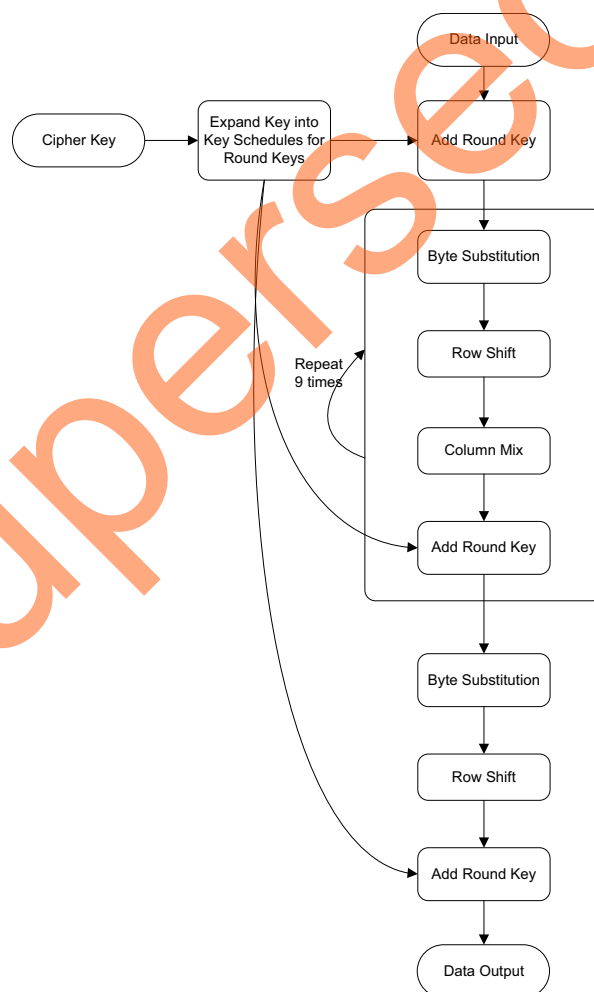 Data Input
Cipher Key
Expand Key into
Key Schedules for
Round Keys
Add Round Key
Byte Substitution
Row Shift
Repeat
9 times
Column Mix
Add Round Key
Byte Substitution
Row Shift
Add Round Key
Data Output
upersec